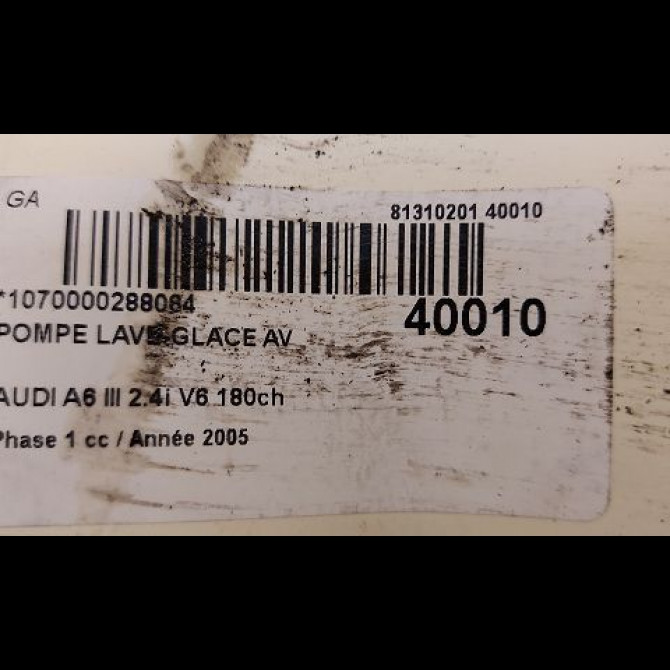 GA
81310201 40010
*1070000288084
40010
POMPE LAVE-GLACE AV
AUDI A6 III 2.4i V6 180ch
Phase 1 cc / Année 2005